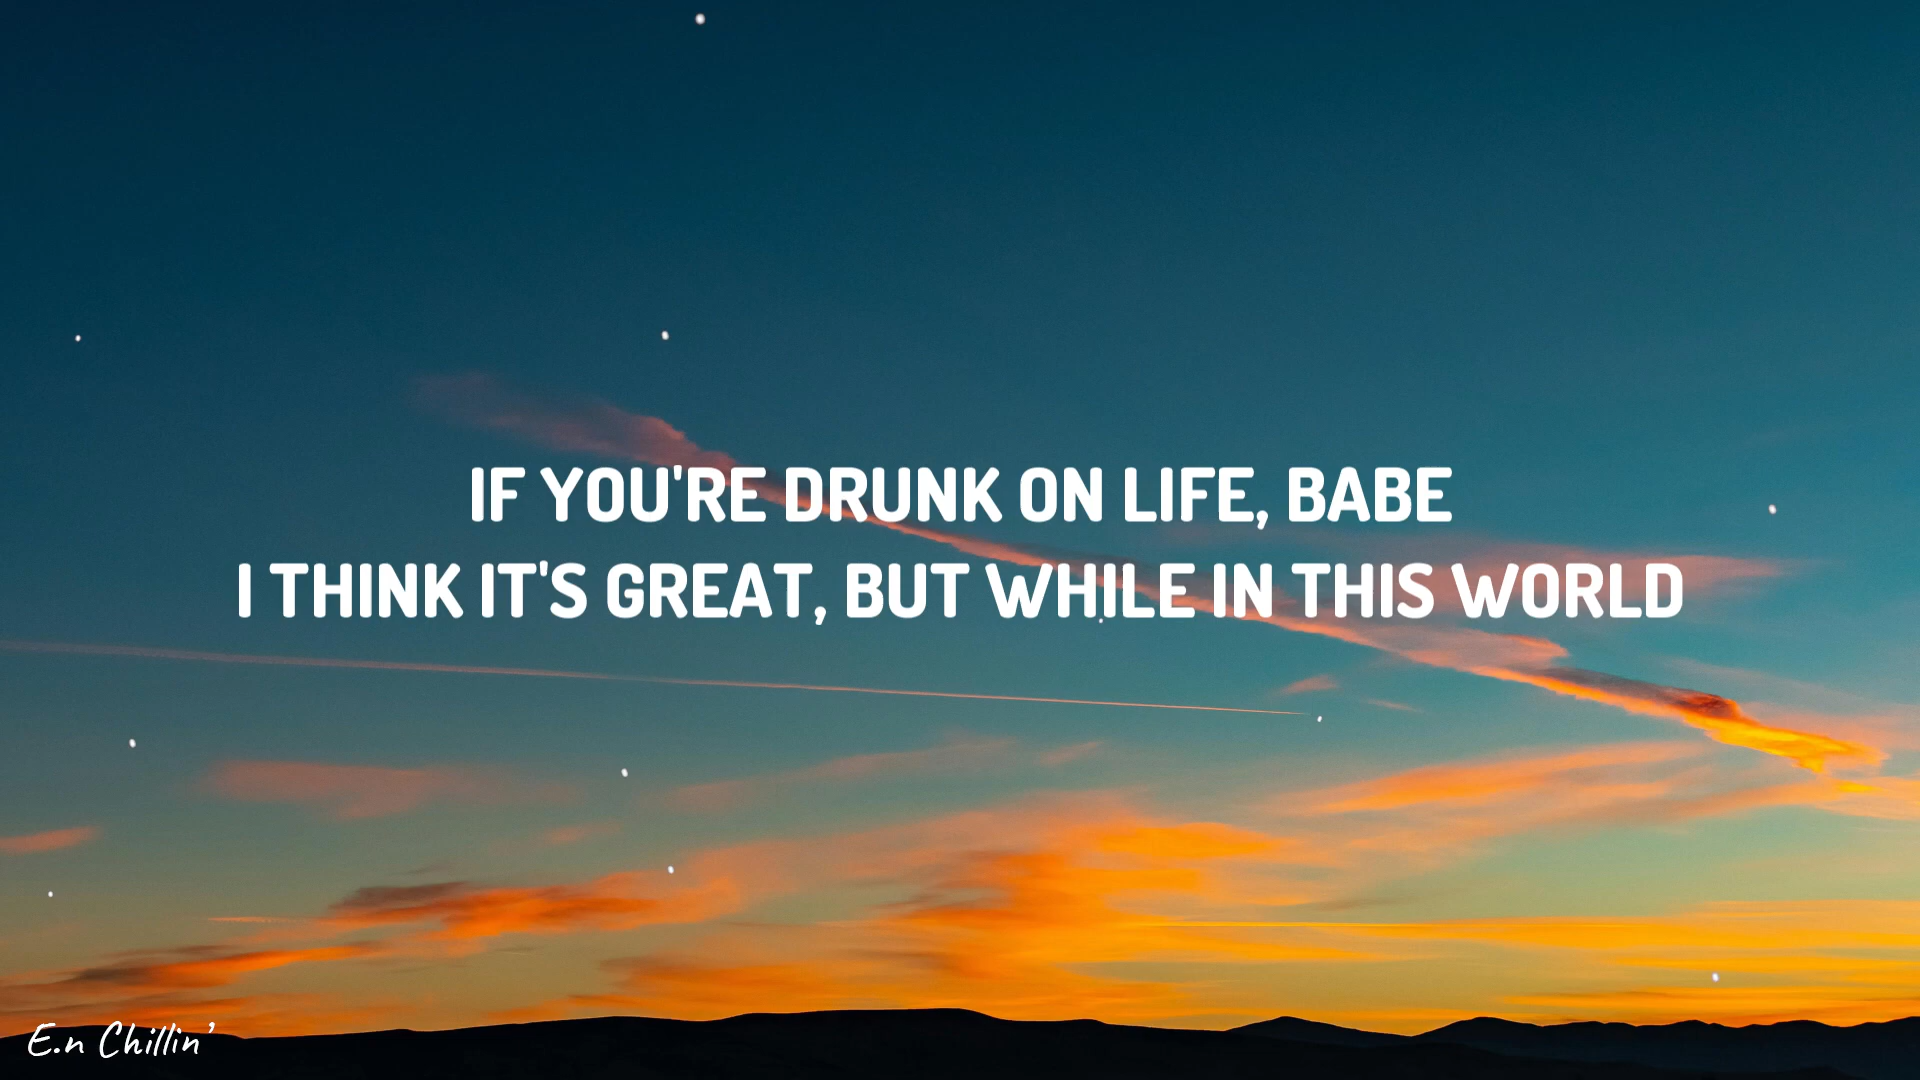 IF YOU'RE DRUNK ON LIFE, BABE
I THINK IT'S GREAT, BUT WHILE IN THIS WORLD
E.n Chillin'